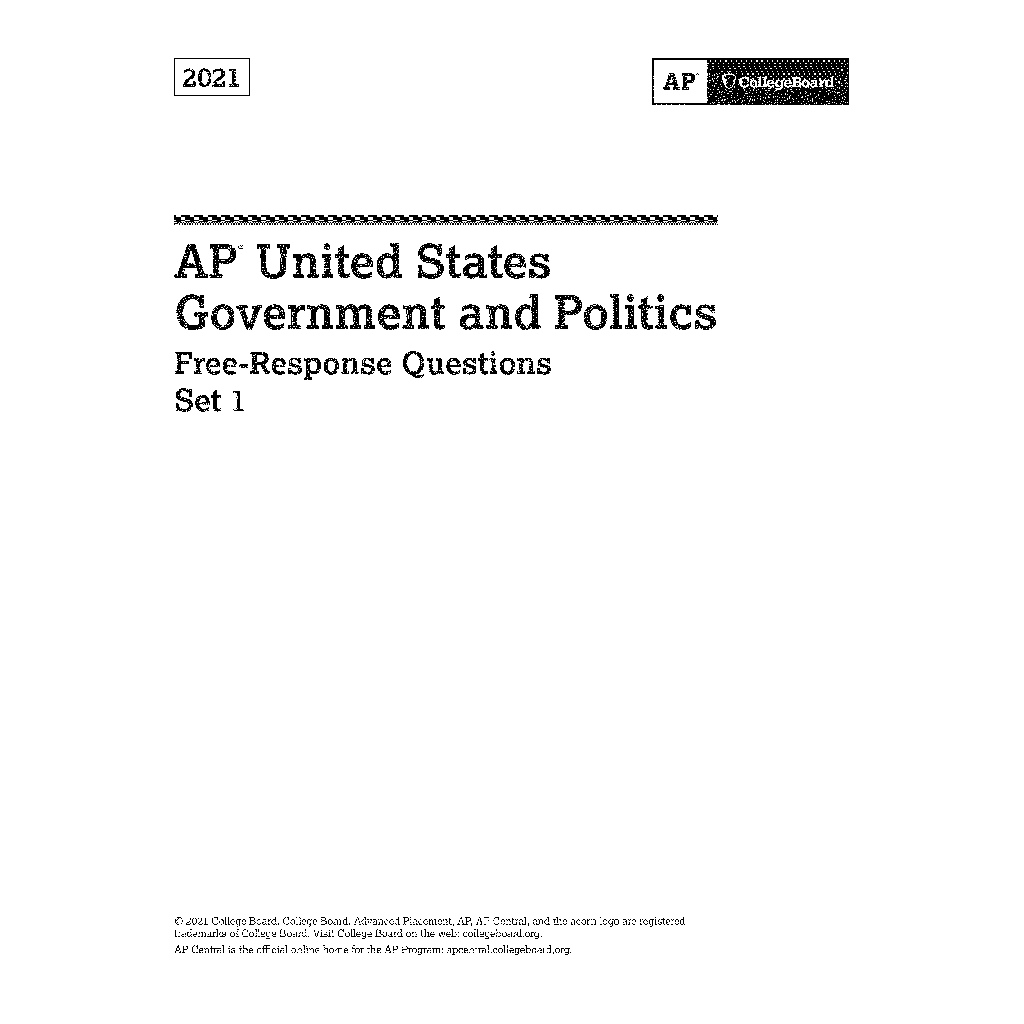 2021
AP® CollegeBoard
AP® United States
Government and Politics
Free-Response Questions
Set 1
© 2021 College Board. College Board, Advanced Placement, AP, AP Central, and the acorn logo are registered
trademarks of College Board. Visit College Board on the web: collegeboard.org.
AP Central is the official online home for the AP Program: apcentral.collegeboard.org.